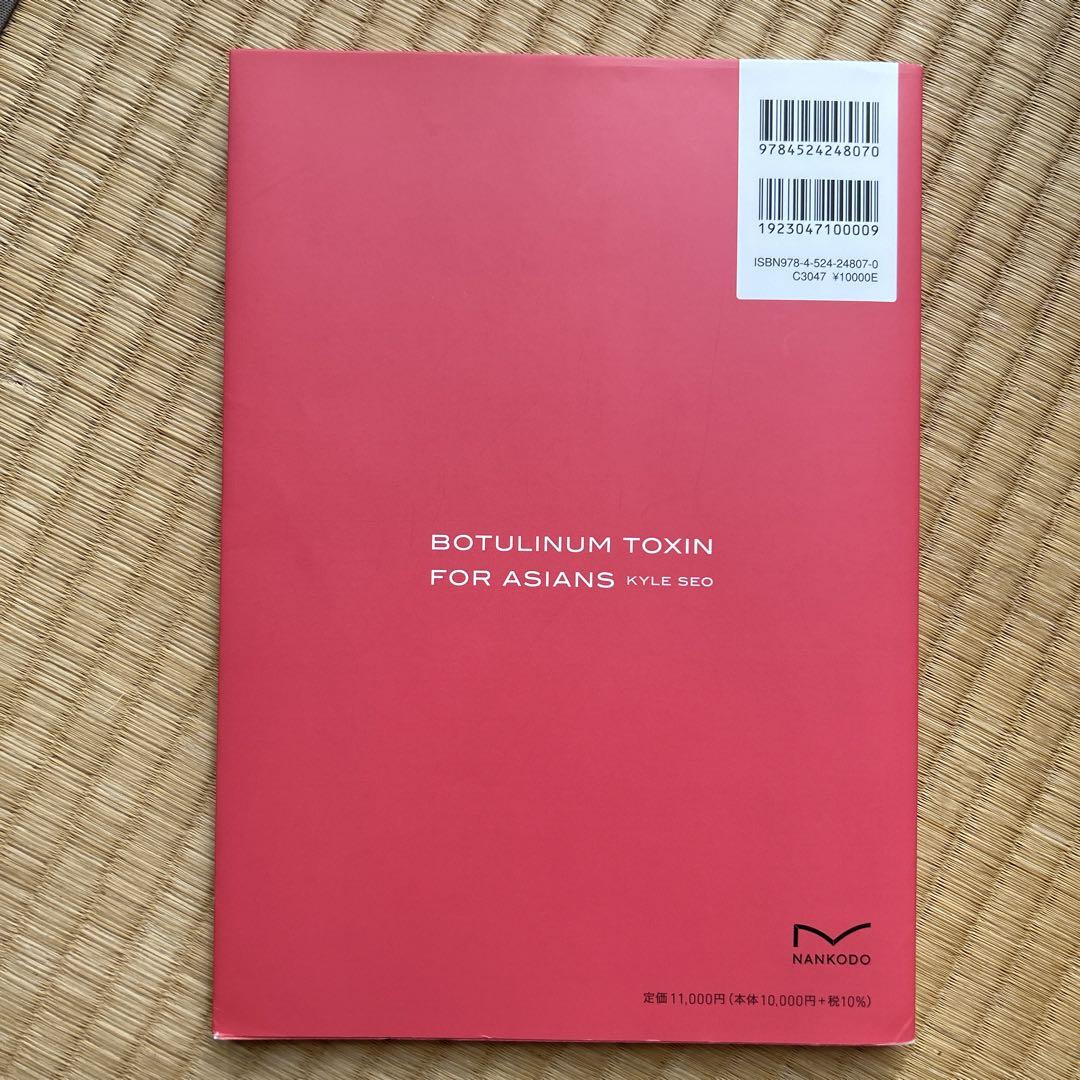 9784524248070
1923047100009
ISBN978-4-524-24807-0
C3047 ¥10000E
BOTULINUM TOXIN
FOR ASIANS KYLE SEO
NANKODO
定価11,000円（本体10,000円＋税10%）